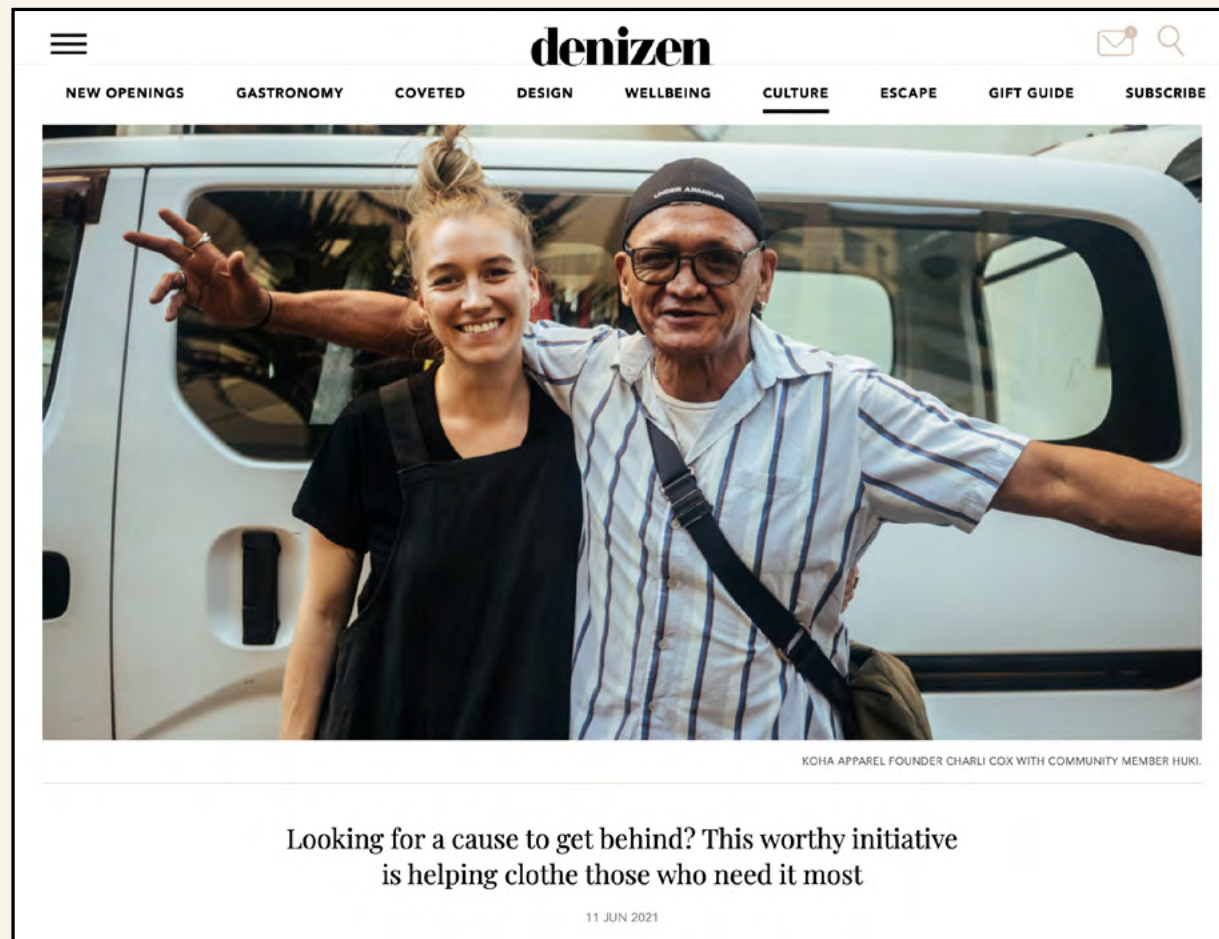 denizen
NEW OPENINGS GASTRONOMY COVETED DESIGN WELLBEING CULTURE ESCAPE GIFT GUIDE SUBSCRIBE
UNDER ARMOUR
KOHA APPAREL FOUNDER CHARLI COX WITH COMMUNITY MEMBER HUKI.
Looking for a cause to get behind? This worthy initiative
is helping clothe those who need it most
11 JUN 2021